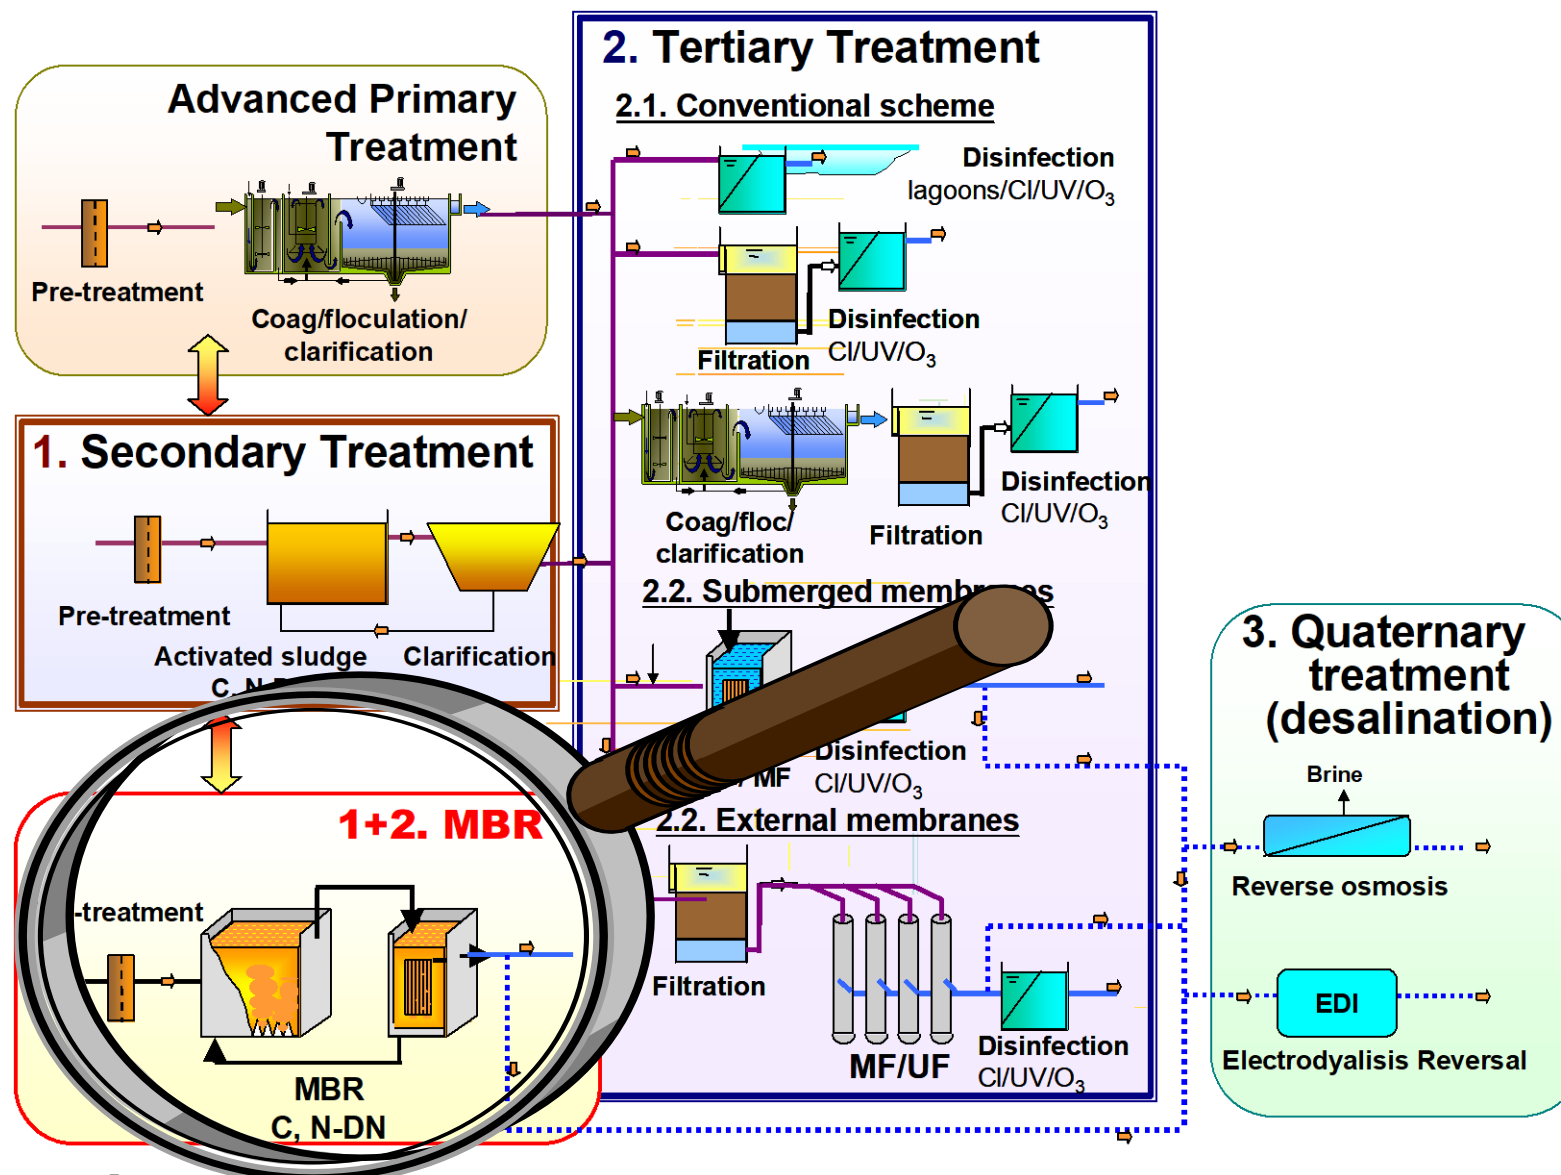 Advanced Primary
Treatment
Pre-treatment
Coag/floculation/
clarification
1. Secondary Treatment
Pre-treatment
Activated sludge
Clarification
C, N-
1+2. MBR
-treatment
MBR
C, N-DN
2. Tertiary Treatment
2.1. Conventional scheme
Disinfection
lagoons/Cl/UV/O3
Filtration
Disinfection
Cl/UV/O3
Coag/floc/
clarification
Filtration
Disinfection
Cl/UV/O3
2.2. Submerged membranes
MF
Disinfection
Cl/UV/O3
2.2. External membranes
Filtration
MF/UF
Disinfection
Cl/UV/O3
3. Quaternary
treatment
(desalination)
Brine
Reverse osmosis
EDI
Electrodyalisis Reversal